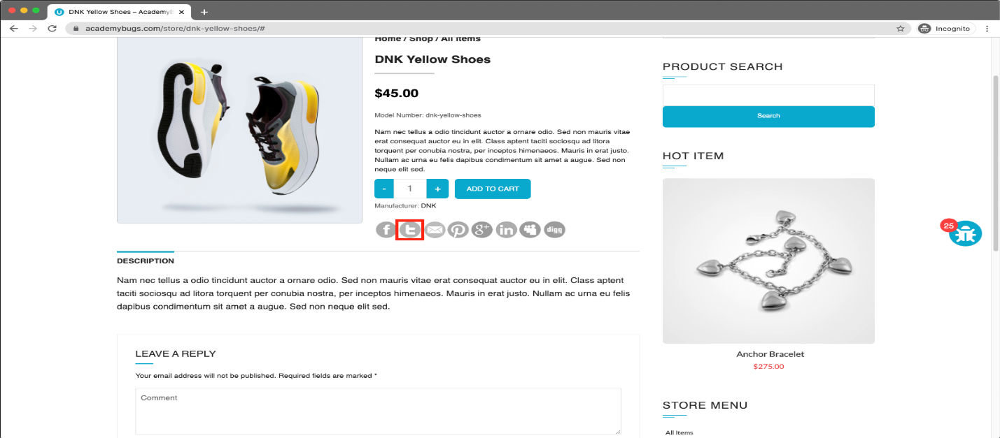 DNK Yellow Shoes – AcademyB
academybugs.com/store/dnk-yellow-shoes/#
Incognito
Home / Shop / All Items
DNK Yellow Shoes
$45.00
Model Number: dnk-yellow-shoes
Nam nec tellus a odio tincidunt auctor a ornare odio. Sed non mauris vitae
erat consequat auctor eu in elit. Class aptent taciti sociosqu ad litora
torquent per conubia nostra, per inceptos himenaeos. Mauris in erat justo.
Nullam ac urna eu felis dapibus condimentum sit amet a augue. Sed non
neque elit sed.
- 1 +
ADD TO CART
Manufacturer: DNK
digg
DESCRIPTION
Nam nec tellus a odio tincidunt auctor a ornare odio. Sed non mauris vitae erat consequat auctor eu in elit. Class aptent
taciti sociosqu ad litora torquent per conubia nostra, per inceptos himenaeos. Mauris in erat justo. Nullam ac urna eu felis
dapibus condimentum sit amet a augue. Sed non neque elit sed.
LEAVE A REPLY
Your email address will not be published. Required fields are marked *
Comment
PRODUCT SEARCH
Search
HOT ITEM
Anchor Bracelet
$275.00
STORE MENU
All Items
25